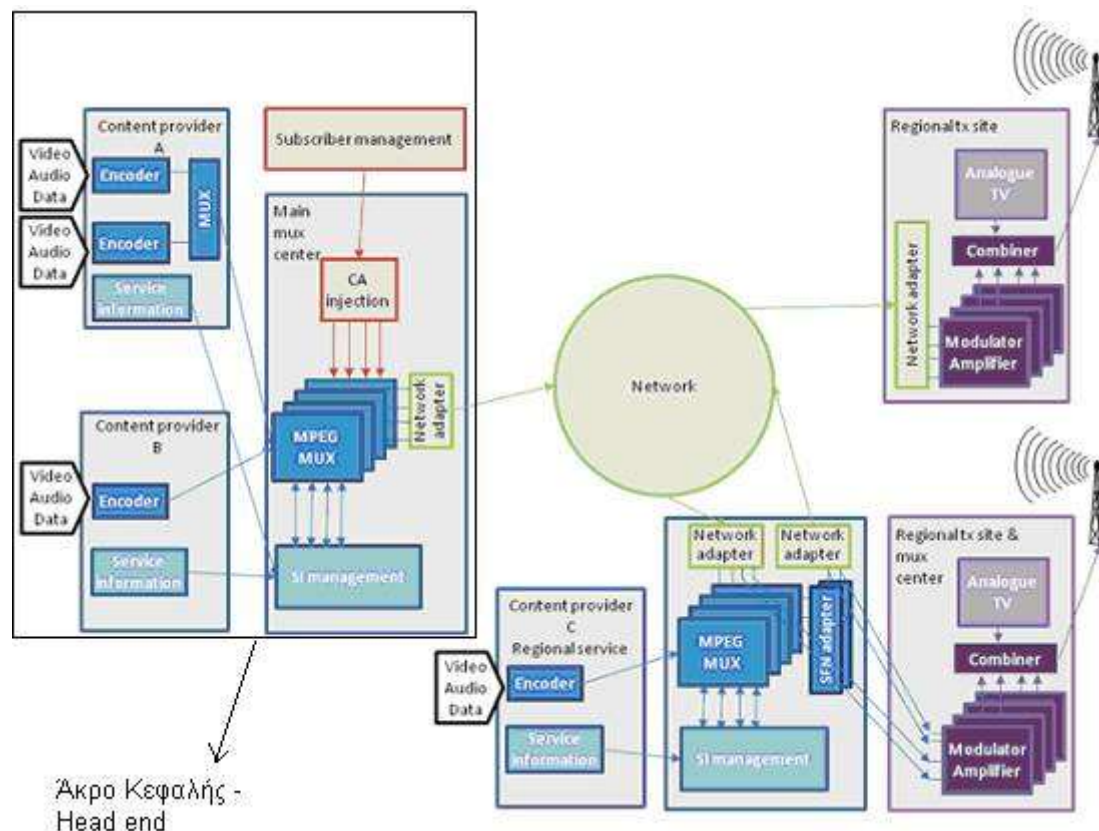 Content provider
A
Video
Audio
Data
Encoder
MUX
Video
Audio
Data
Encoder
Service
information
Subscriber management
Main
mux
center
CA
injection
MPEG
MUX
Network
adapter
SI management
Content provider
B
Video
Audio
Data
Encoder
Service
information
Άκρο Κεφαλής -
Head end
Network
Regional tx site
Analogue
TV
Combiner
Network adapter
Modulator
Amplifier
Content provider
C
Regional service
Video
Audio
Data
Encoder
Service
information
Network
adapter
Network
adapter
MPEG
MUX
SFN adapter
SI management
Regional tx site &
mux
center
Analogue
TV
Combiner
Modulator
Amplifier